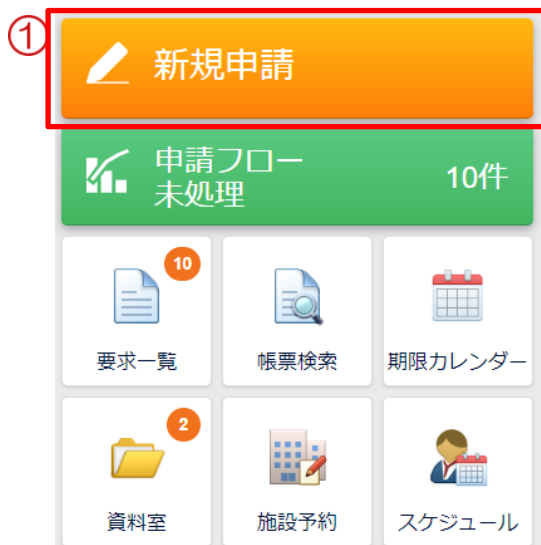 ①
新規申請
申請フロー
未処理
10件
10
要求一覧
帳票検索
期限カレンダー
2
資料室
施設予約
スケジュール